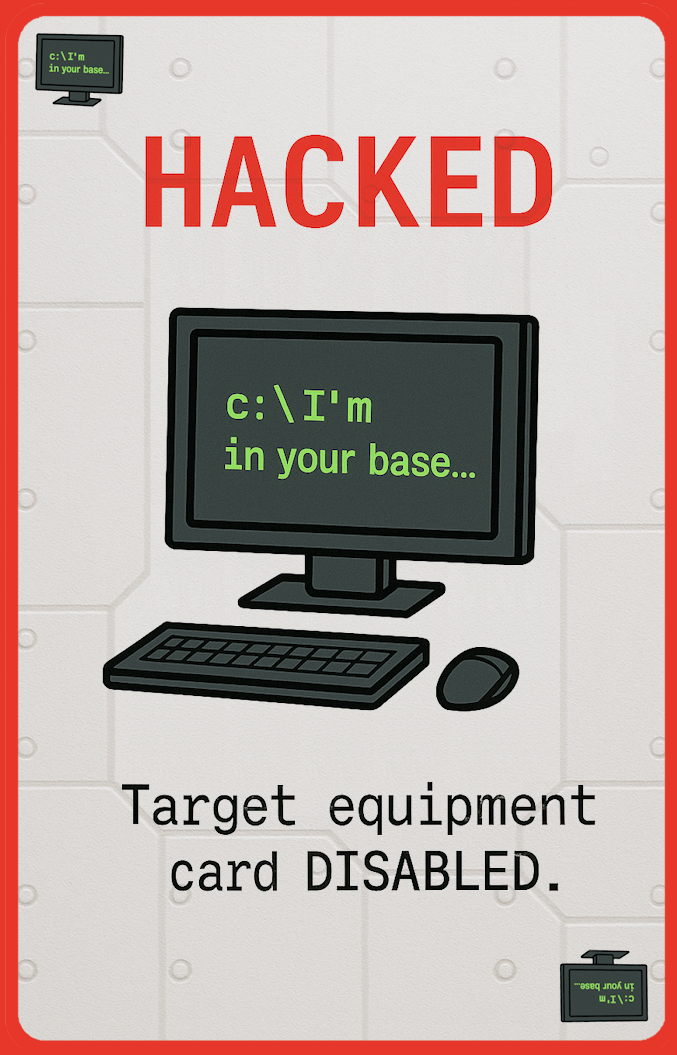 c:\I'm
in your base...
HACKED
c:\I'm
in your base...
Target equipment
card DISABLED.
c:\I'm
in your base...